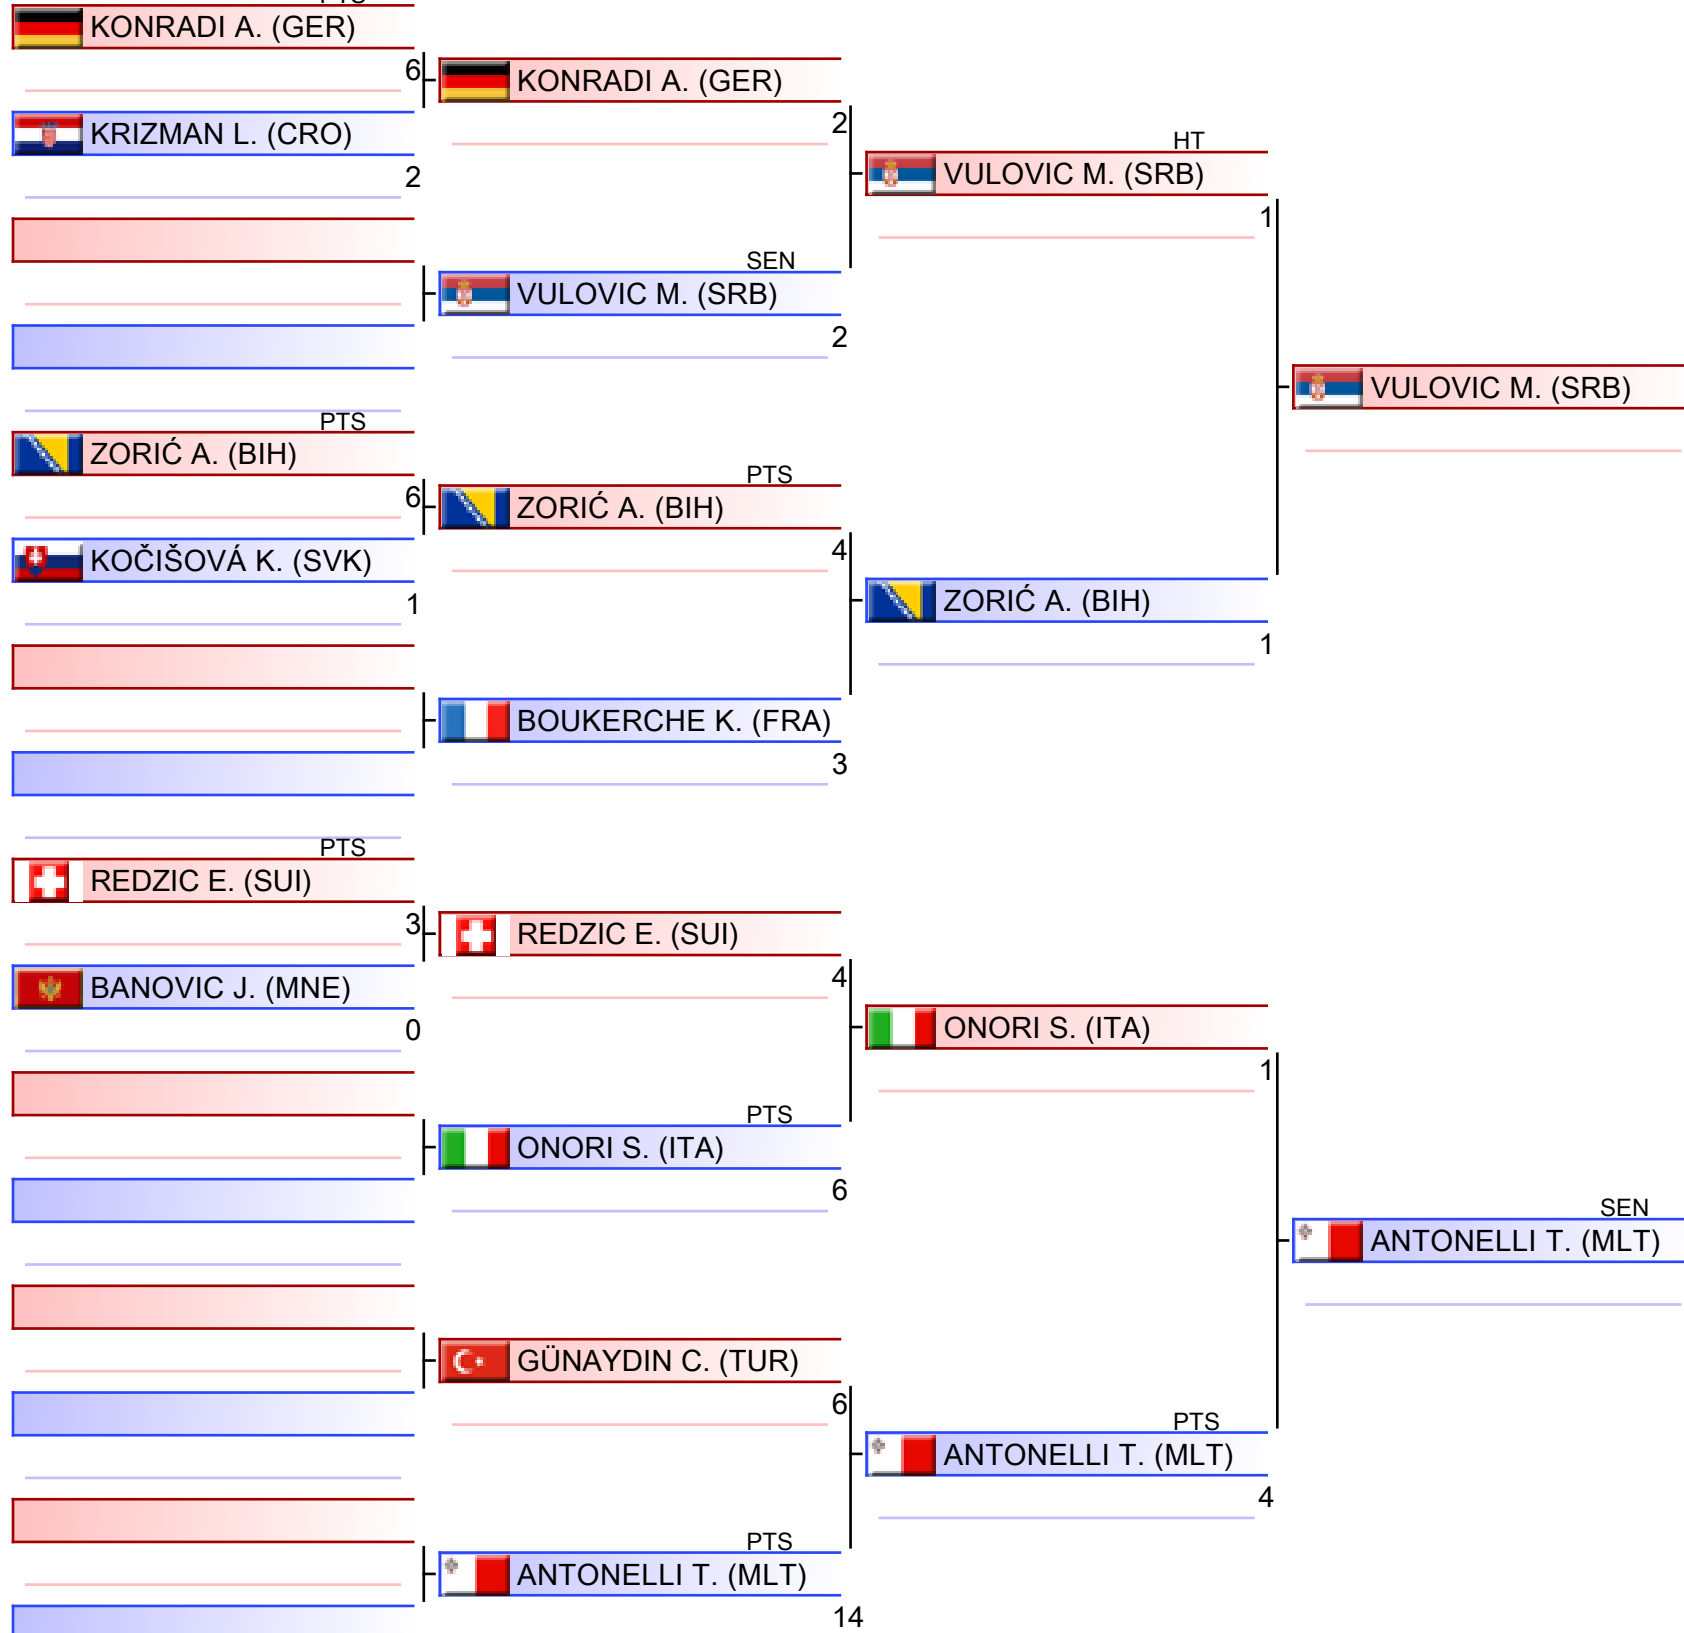 PTS
KONRADI A. (GER)
6
KRIZMAN L. (CRO)
2
PTS
ZORIĆ A. (BIH)
6
KOČIŠOVÁ K. (SVK)
1
PTS
REDZIC E. (SUI)
3
BANOVIC J. (MNE)
0
KONRADI A. (GER)
2
SEN
VULOVIC M. (SRB)
2
PTS
ZORIĆ A. (BIH)
4
BOUKERCHE K. (FRA)
3
REDZIC E. (SUI)
4
PTS
ONORI S. (ITA)
6
GÜNAYDIN C. (TUR)
6
PTS
ANTONELLI T. (MLT)
14
HT
VULOVIC M. (SRB)
1
ZORIĆ A. (BIH)
1
ONORI S. (ITA)
1
PTS
ANTONELLI T. (MLT)
4
VULOVIC M. (SRB)
SEN
ANTONELLI T. (MLT)